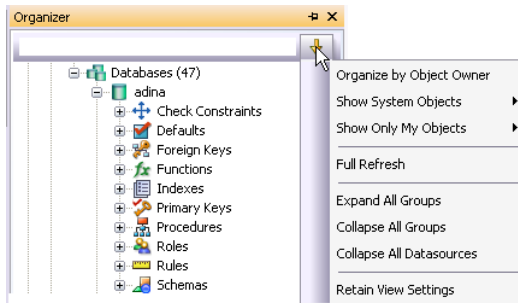 Organizer
Databases (47)
adina
Check Constraints
Defaults
Foreign Keys
fx Functions
Indexes
Primary Keys
Procedures
Roles
Rules
Schemas
Organize by Object Owner
Show System Objects
Show Only My Objects
Full Refresh
Expand All Groups
Collapse All Groups
Collapse All Datasources
Retain View Settings